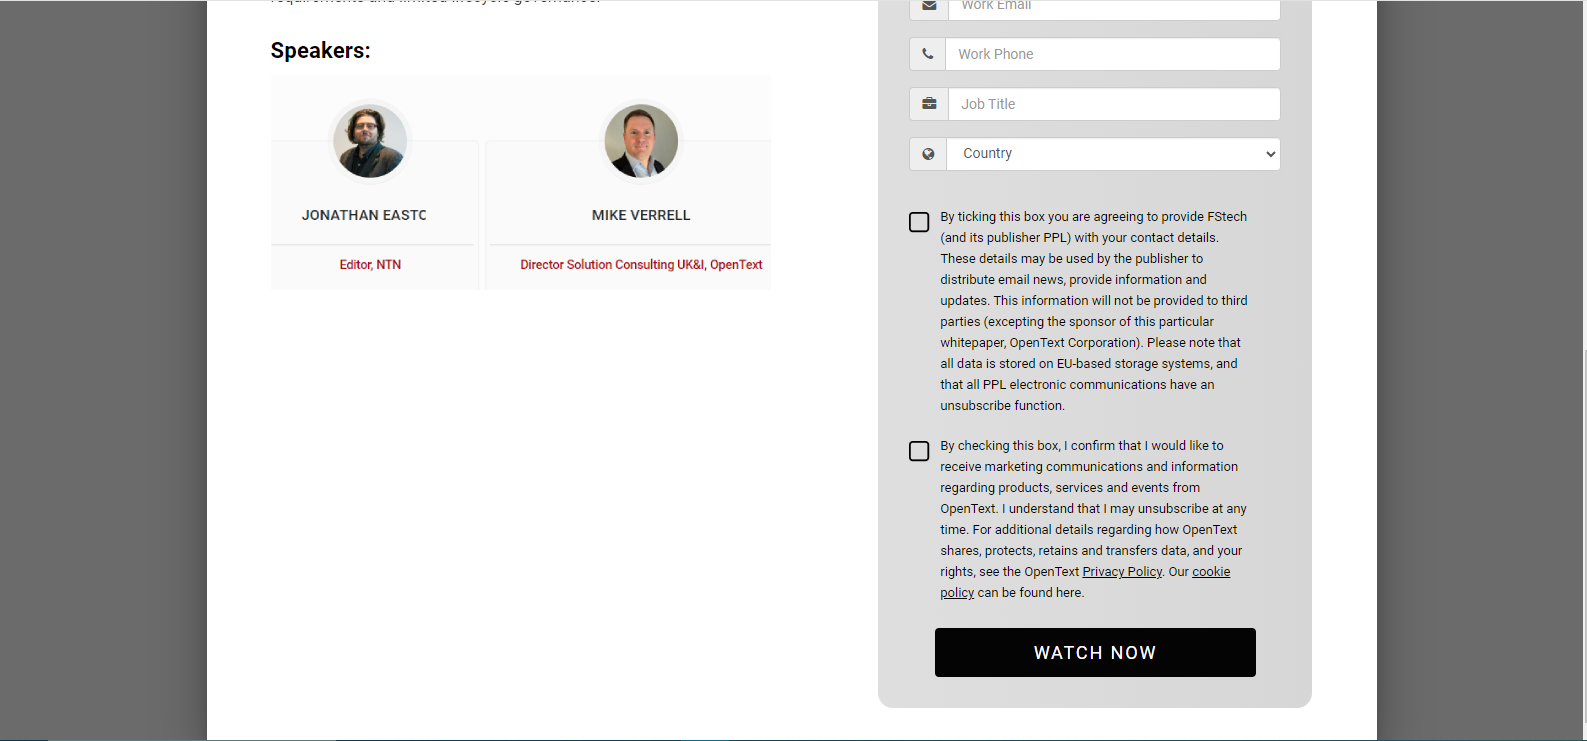 Speakers:
JONATHAN EASTC
Editor, NTN
MIKE VERRELL
Director Solution Consulting UK&I, OpenText
Work Email
Work Phone
Job Title
Country
By ticking this box you are agreeing to provide FStech
(and its publisher PPL) with your contact details.
These details may be used by the publisher to
distribute email news, provide information and
updates. This information will not be provided to third
parties (excepting the sponsor of this particular
whitepaper, OpenText Corporation). Please note that
all data is stored on EU-based storage systems, and
that all PPL electronic communications have an
unsubscribe function.
By checking this box, I confirm that I would like to
receive marketing communications and information
regarding products, services and events from
OpenText. I understand that I may unsubscribe at any
time. For additional details regarding how OpenText
shares, protects, retains and transfers data, and your
rights, see the OpenText Privacy Policy. Our cookie
policy can be found here.
WATCH NOW